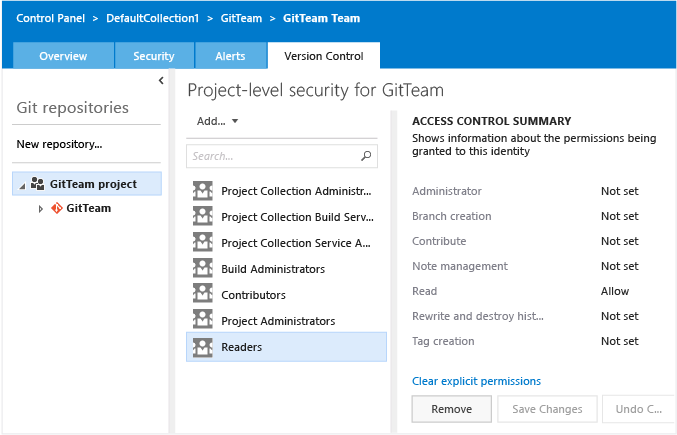 Control Panel > DefaultCollection1 > GitTeam > GitTeam Team
Overview
Security
Alerts
Version Control
Git repositories
New repository...
GitTeam project
GitTeam
Project-level security for GitTeam
Add...
Search...
Project Collection Administr...
Project Collection Build Serv...
Project Collection Service A...
Build Administrators
Contributors
Project Administrators
Readers
ACCESS CONTROL SUMMARY
Shows information about the permissions being
granted to this identity
Administrator Not set
Branch creation Not set
Contribute Not set
Note management Not set
Read Allow
Rewrite and destroy hist... Not set
Tag creation Not set
Clear explicit permissions
Remove
Save Changes
Undo C...